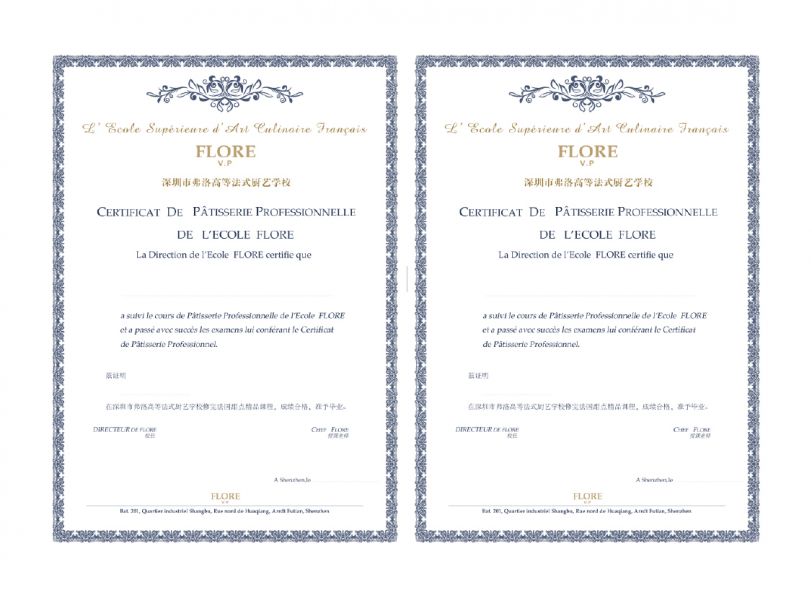 L' Ecole Supérieure d'Art Culinaire Français
FLORE
V.P
深圳市弗洛高等法式厨艺学校
CERTIFICAT DE PÂTISSERIE PROFESSIONNELLE
DE L'ECOLE FLORE
La Direction de l'Ecole FLORE certifie que
a suivi le cours de Pâtisserie Professionnelle de l'Ecole FLORE
et a passé avec succès les examens lui conférant le Certificat
de Pâtisserie Professionnel.
兹证明
在深圳市弗洛高等法式厨艺学校修完法国甜点精品课程，成绩合格，准予毕业。
DIRECTEUR DE FLORE CHEF FLORE
校长 授课老师
A Shenzhen,le
FLORE
V.P
Bat. 201, Quartier industriel Shangbu, Rue nord de Huaqiang, Arrdt Futian, Shenzhen
L' Ecole Supérieure d'Art Culinaire Français
FLORE
V.P
深圳市弗洛高等法式厨艺学校
CERTIFICAT DE PÂTISSERIE PROFESSIONNELLE
DE L'ECOLE FLORE
La Direction de l'Ecole FLORE certifie que
a suivi le cours de Pâtisserie Professionnelle de l'Ecole FLORE
et a passé avec succès les examens lui conférant le Certificat
de Pâtisserie Professionnel.
兹证明
在深圳市弗洛高等法式厨艺学校修完法国甜点精品课程，成绩合格，准予毕业。
DIRECTEUR DE FLORE CHEF FLORE
校长 授课老师
A Shenzhen,le
FLORE
V.P
Bat. 201, Quartier industriel Shangbu, Rue nord de Huaqiang, Arrdt Futian, Shenzhen